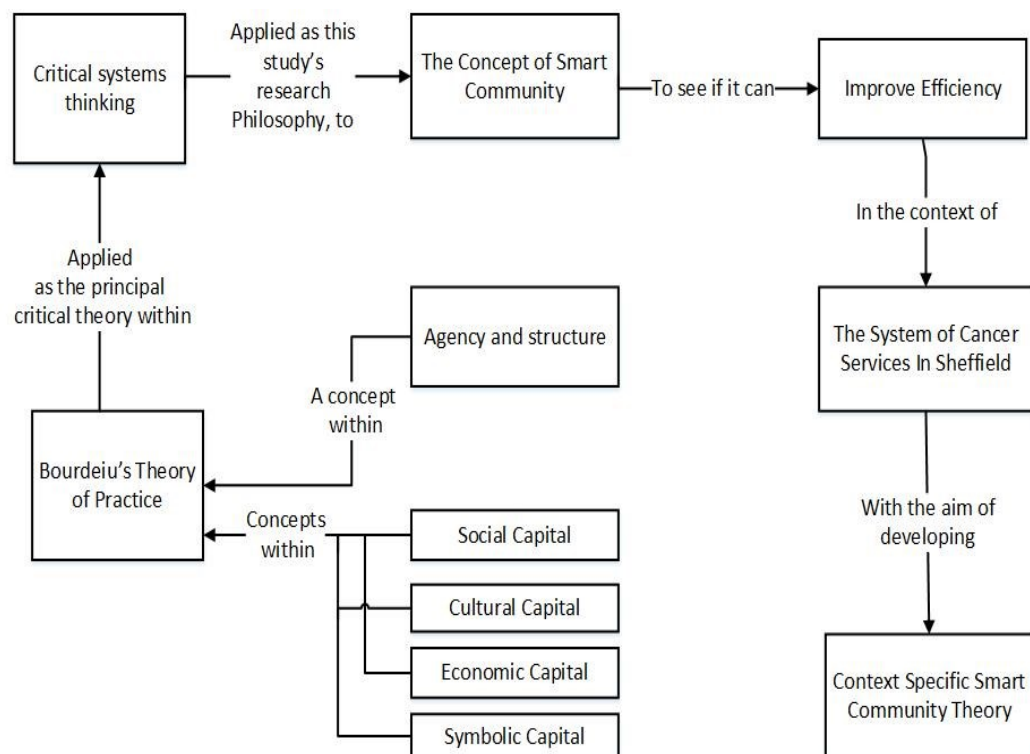 Critical systems
thinking
Applied as this
study's
research
Philosophy, to
The Concept of Smart
Community
To see if it can
Improve Efficiency
In the context of
The System of Cancer
Services In Sheffield
With the aim of
developing
Context Specific Smart
Community Theory
Applied
as the principal
critical theory within
Bourdeiu's Theory
of Practice
Agency and structure
A concept
within
Concepts
within
Social Capital
Cultural Capital
Economic Capital
Symbolic Capital